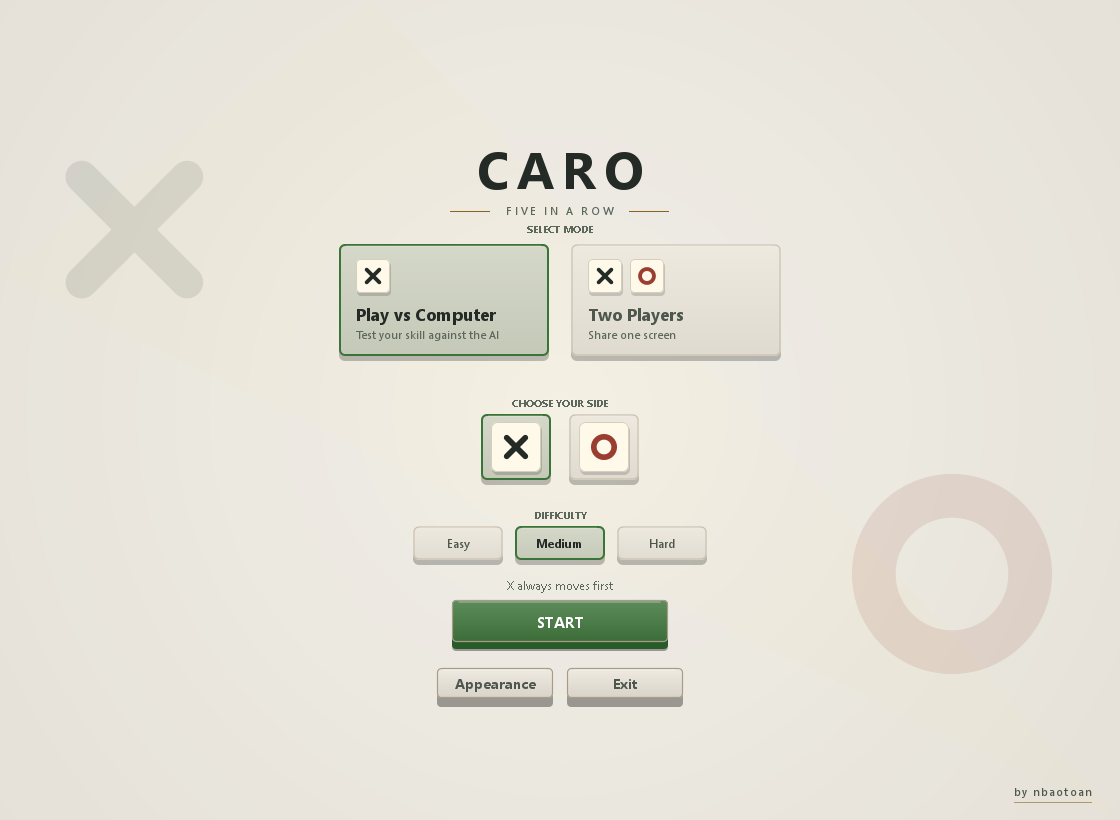 CARO
FIVE IN A ROW
SELECT MODE
Play vs Computer
Test your skill against the AI
Two Players
Share one screen
CHOOSE YOUR SIDE
DIFFICULTY
Easy
Medium
Hard
X always moves first
START
Appearance
Exit
by nbaotoan